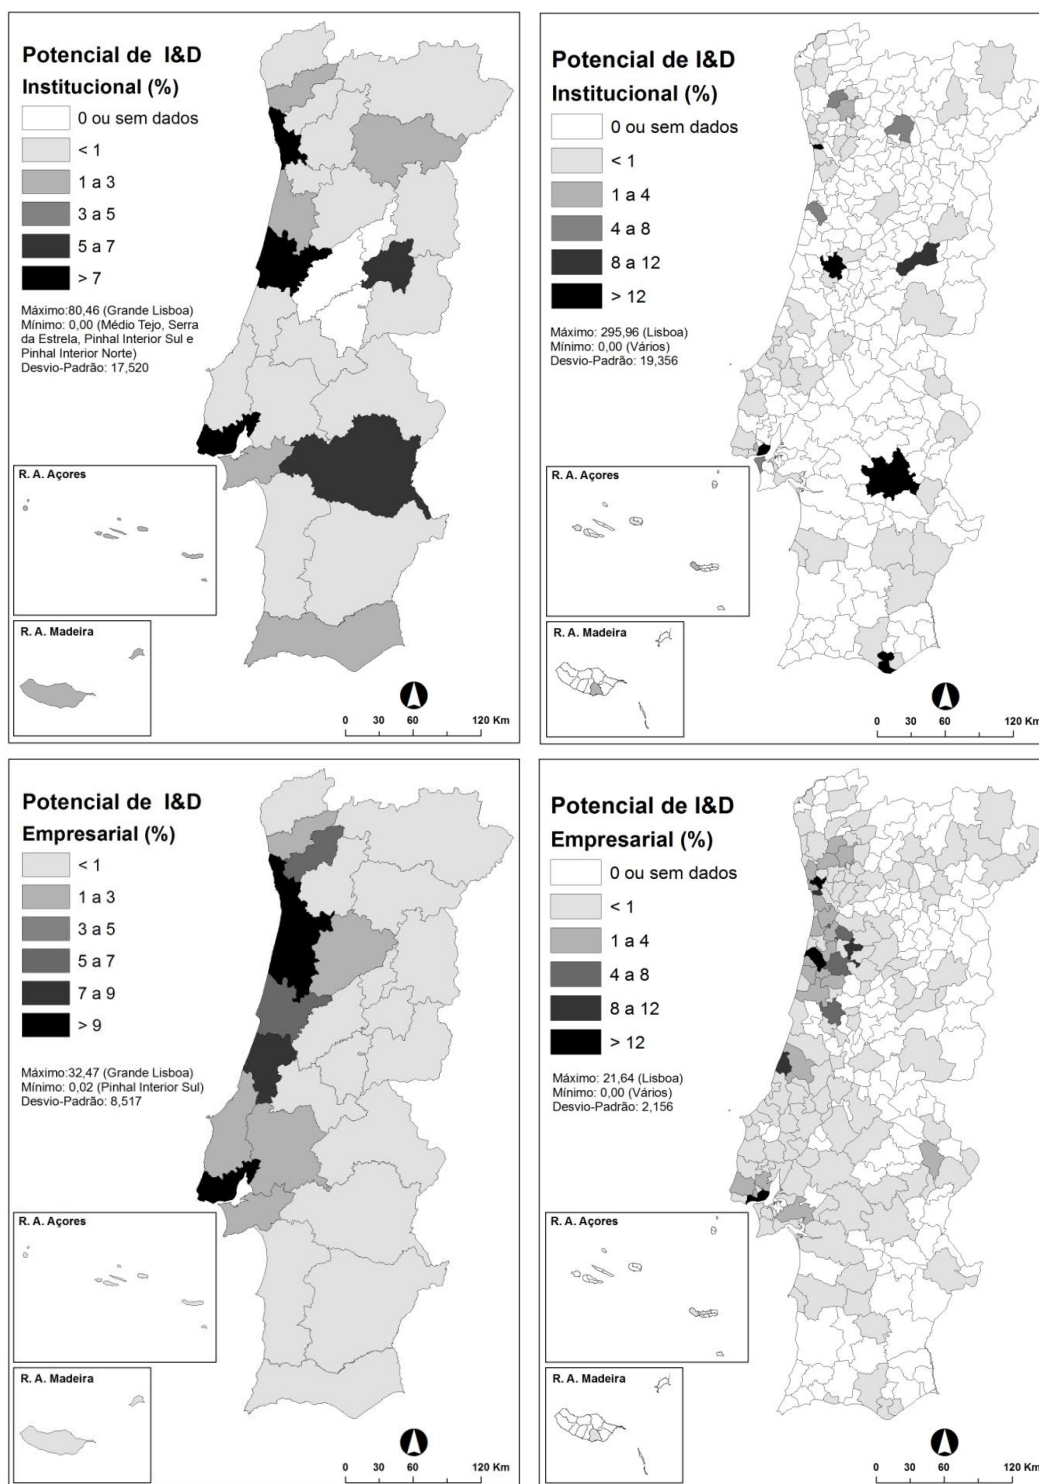 Potencial de I&D
Institucional (%)
0 ou sem dados
< 1
1 a 3
3 a 5
5 a 7
> 7
Máximo:80,46 (Grande Lisboa)
Mínimo: 0,00 (Médio Tejo, Serra
da Estrela, Pinhal Interior Sul e
Pinhal Interior Norte)
Desvio-Padrão: 17,520
R. A. Açores
R. A. Madeira
0 30 60 120 Km
Potencial de I&D
Institucional (%)
0 ou sem dados
< 1
1 a 4
4 a 8
8 a 12
> 12
Máximo: 295,96 (Lisboa)
Mínimo: 0,00 (Vários)
Desvio-Padrão: 19,356
R. A. Açores
R. A. Madeira
0 30 60 120 Km
Potencial de I&D
Empresarial (%)
< 1
1 a 3
3 a 5
5 a 7
7 a 9
> 9
Máximo:32,47 (Grande Lisboa)
Mínimo: 0,02 (Pinhal Interior Sul)
Desvio-Padrão: 8,517
R. A. Açores
R. A. Madeira
0 30 60 120 Km
Potencial de I&D
Empresarial (%)
0 ou sem dados
< 1
1 a 4
4 a 8
8 a 12
> 12
Máximo: 21,64 (Lisboa)
Mínimo: 0,00 (Vários)
Desvio-Padrão: 2,156
R. A. Açores
R. A. Madeira
0 30 60 120 Km